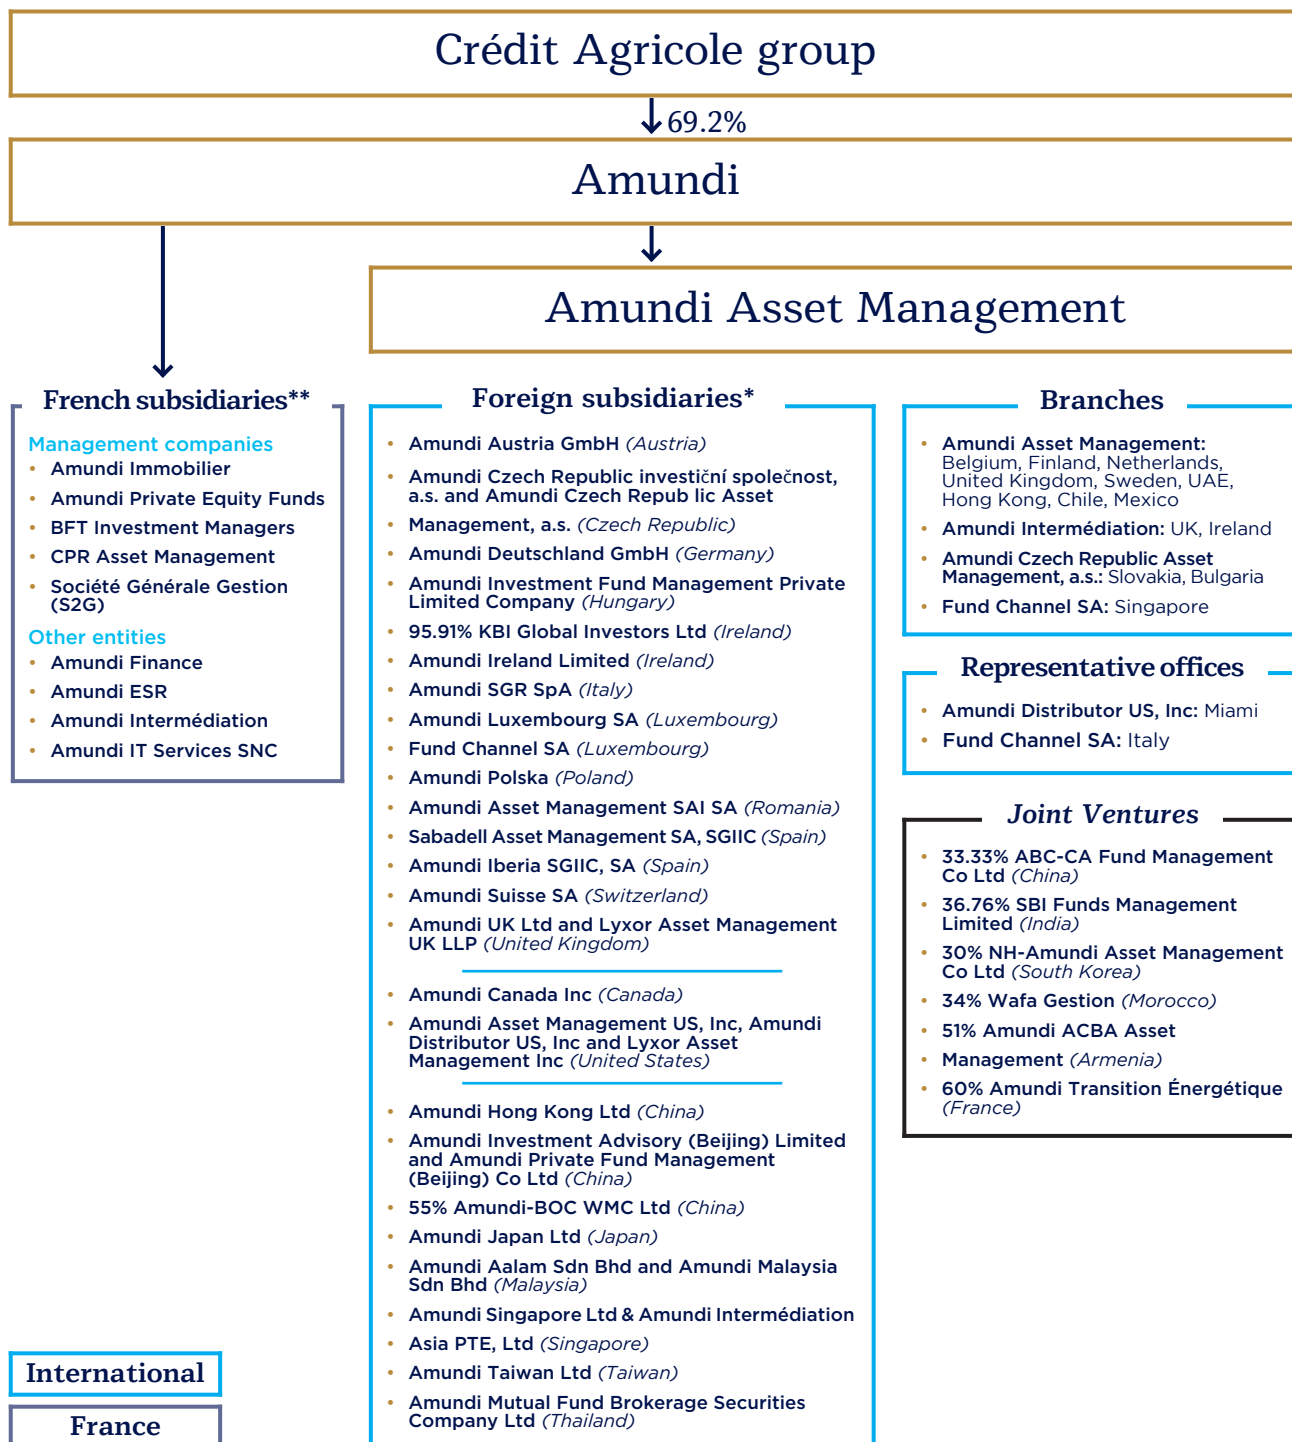 Crédit Agricole group
69.2%
Amundi
Amundi Asset Management
French subsidiaries**
Management companies
• Amundi Immobilier
• Amundi Private Equity Funds
• BFT Investment Managers
• CPR Asset Management
• Société Générale Gestion
(S2G)
Other entities
• Amundi Finance
• Amundi ESR
• Amundi Intermédiation
• Amundi IT Services SNC
Foreign subsidiaries*
• Amundi Austria GmbH (Austria)
• Amundi Czech Republic investiční společnost,
a.s. and Amundi Czech Repub lic Asset
• Management, a.s. (Czech Republic)
• Amundi Deutschland GmbH (Germany)
• Amundi Investment Fund Management Private
Limited Company (Hungary)
• 95.91% KBI Global Investors Ltd (Ireland)
• Amundi Ireland Limited (Ireland)
• Amundi SGR SpA (Italy)
• Amundi Luxembourg SA (Luxembourg)
• Fund Channel SA (Luxembourg)
• Amundi Polska (Poland)
• Amundi Asset Management SAI SA (Romania)
• Sabadell Asset Management SA, SGIIC (Spain)
• Amundi Iberia SGIIC, SA (Spain)
• Amundi Suisse SA (Switzerland)
• Amundi UK Ltd and Lyxor Asset Management
UK LLP (United Kingdom)
• Amundi Canada Inc (Canada)
• Amundi Asset Management US, Inc, Amundi
Distributor US, Inc and Lyxor Asset
Management Inc (United States)
• Amundi Hong Kong Ltd (China)
• Amundi Investment Advisory (Beijing) Limited
and Amundi Private Fund Management
(Beijing) Co Ltd (China)
• 55% Amundi-BOC WMC Ltd (China)
• Amundi Japan Ltd (Japan)
• Amundi Aalam Sdn Bhd and Amundi Malaysia
Sdn Bhd (Malaysia)
• Amundi Singapore Ltd & Amundi Intermédiation
• Asia PTE, Ltd (Singapore)
• Amundi Taiwan Ltd (Taiwan)
• Amundi Mutual Fund Brokerage Securities
Company Ltd (Thailand)
Branches
• Amundi Asset Management:
Belgium, Finland, Netherlands,
United Kingdom, Sweden, UAE,
Hong Kong, Chile, Mexico
• Amundi Intermédiation: UK, Ireland
• Amundi Czech Republic Asset
Management, a.s.: Slovakia, Bulgaria
• Fund Channel SA: Singapore
Representative offices
• Amundi Distributor US, Inc: Miami
• Fund Channel SA: Italy
Joint Ventures
• 33.33% ABC-CA Fund Management
Co Ltd (China)
• 36.76% SBI Funds Management
Limited (India)
• 30% NH-Amundi Asset Management
Co Ltd (South Korea)
• 34% Wafa Gestion (Morocco)
• 51% Amundi ACBA Asset
• Management (Armenia)
• 60% Amundi Transition Énergétique
(France)
International
France